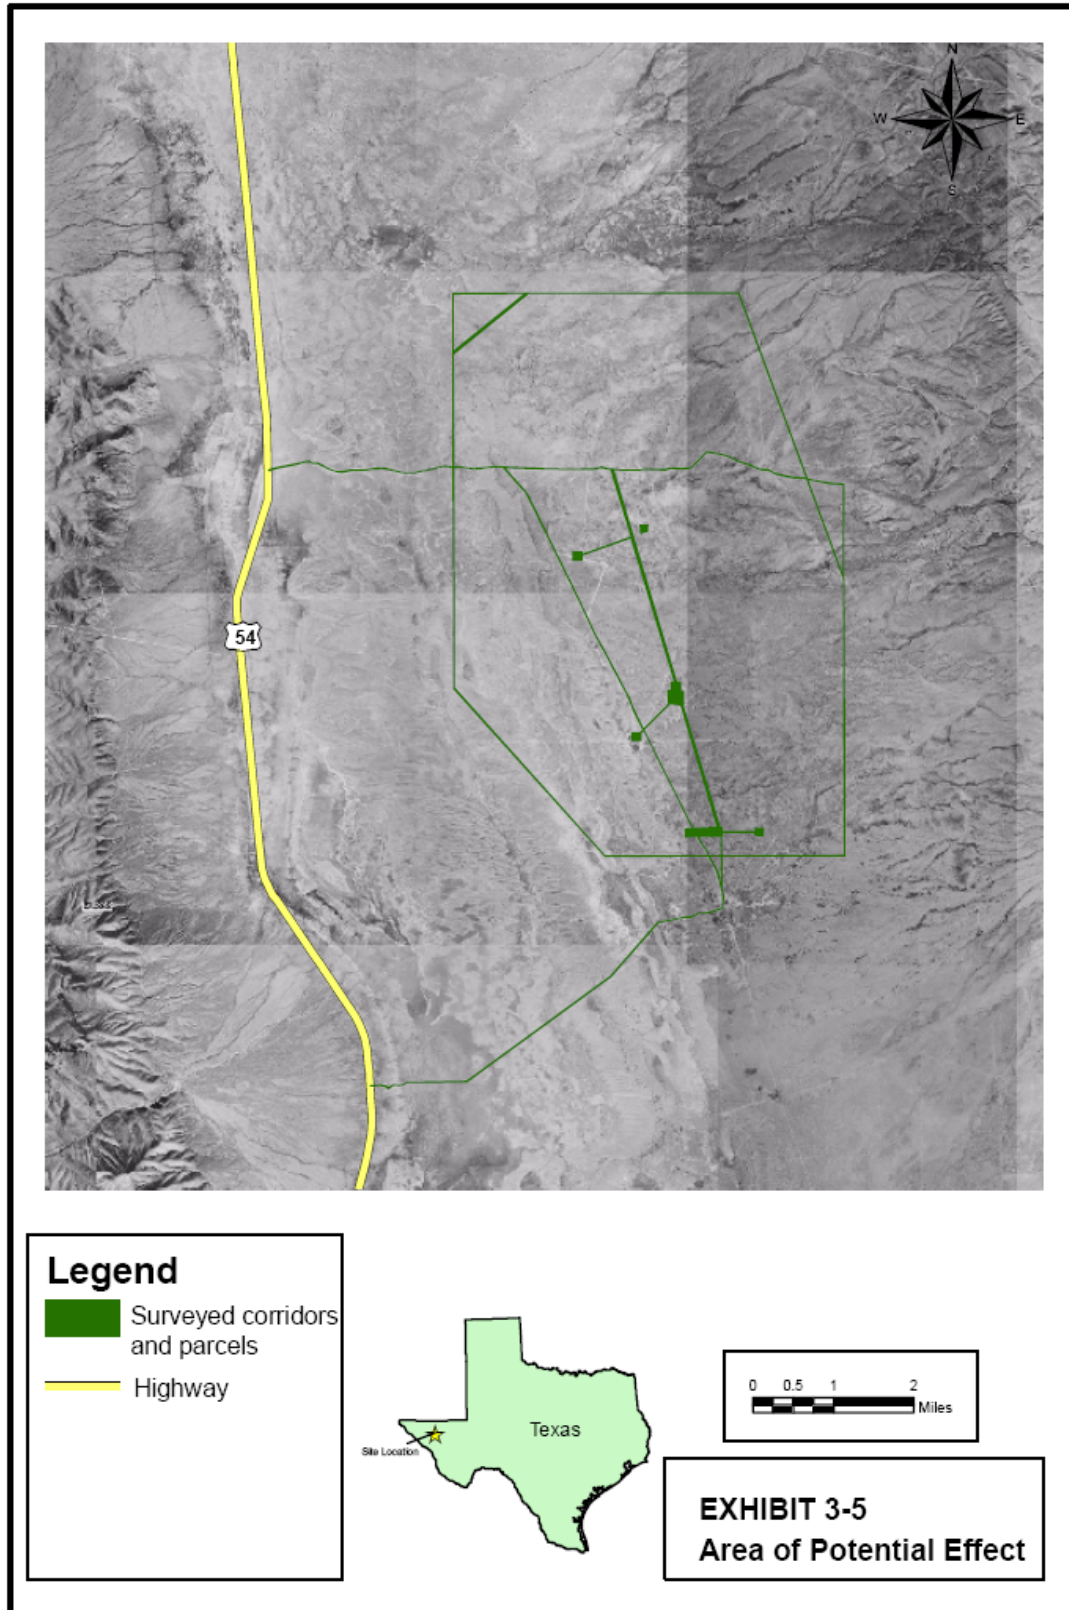 N
W
E
S
54
Legend
Surveyed corridors
and parcels
Highway
Texas
Site Location
0 0.5 1 2
Miles
EXHIBIT 3-5
Area of Potential Effect